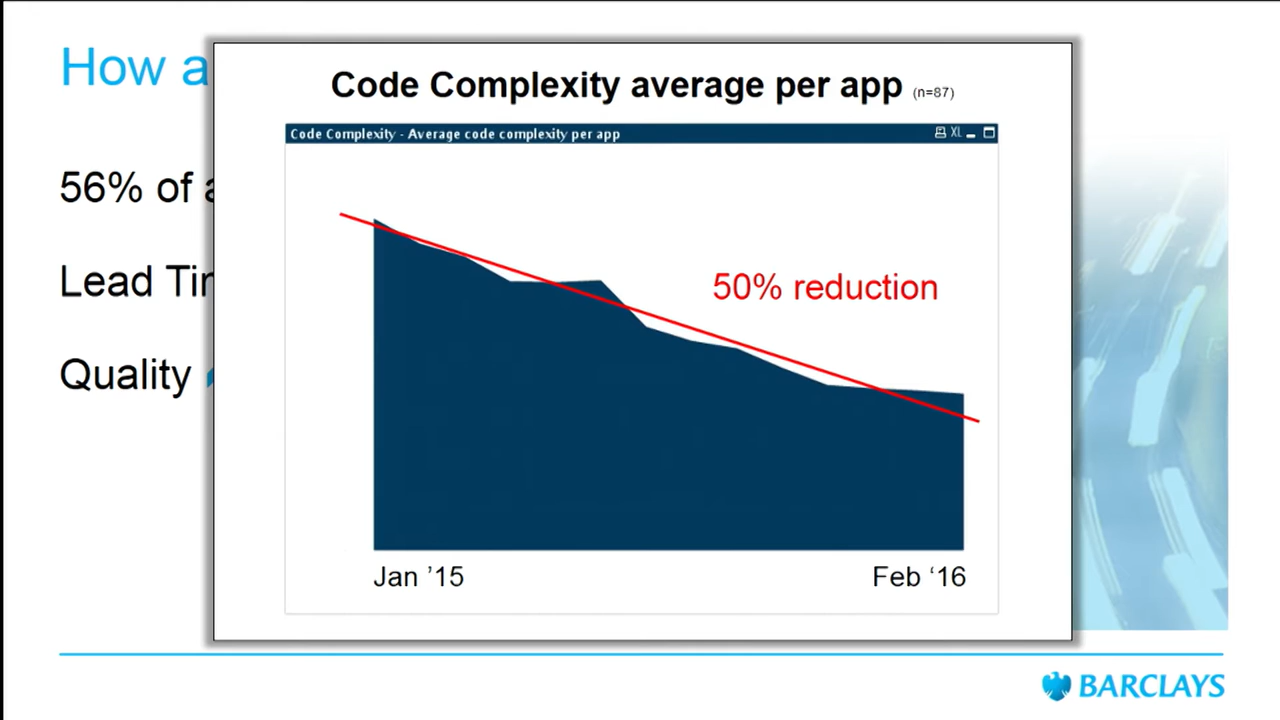 How a
Code Complexity average per app (n=87)
Code Complexity - Average code complexity per app XL
56% of a
50% reduction
Lead Tim
Quality
Jan ’15
Feb ‘16
BARCLAYS